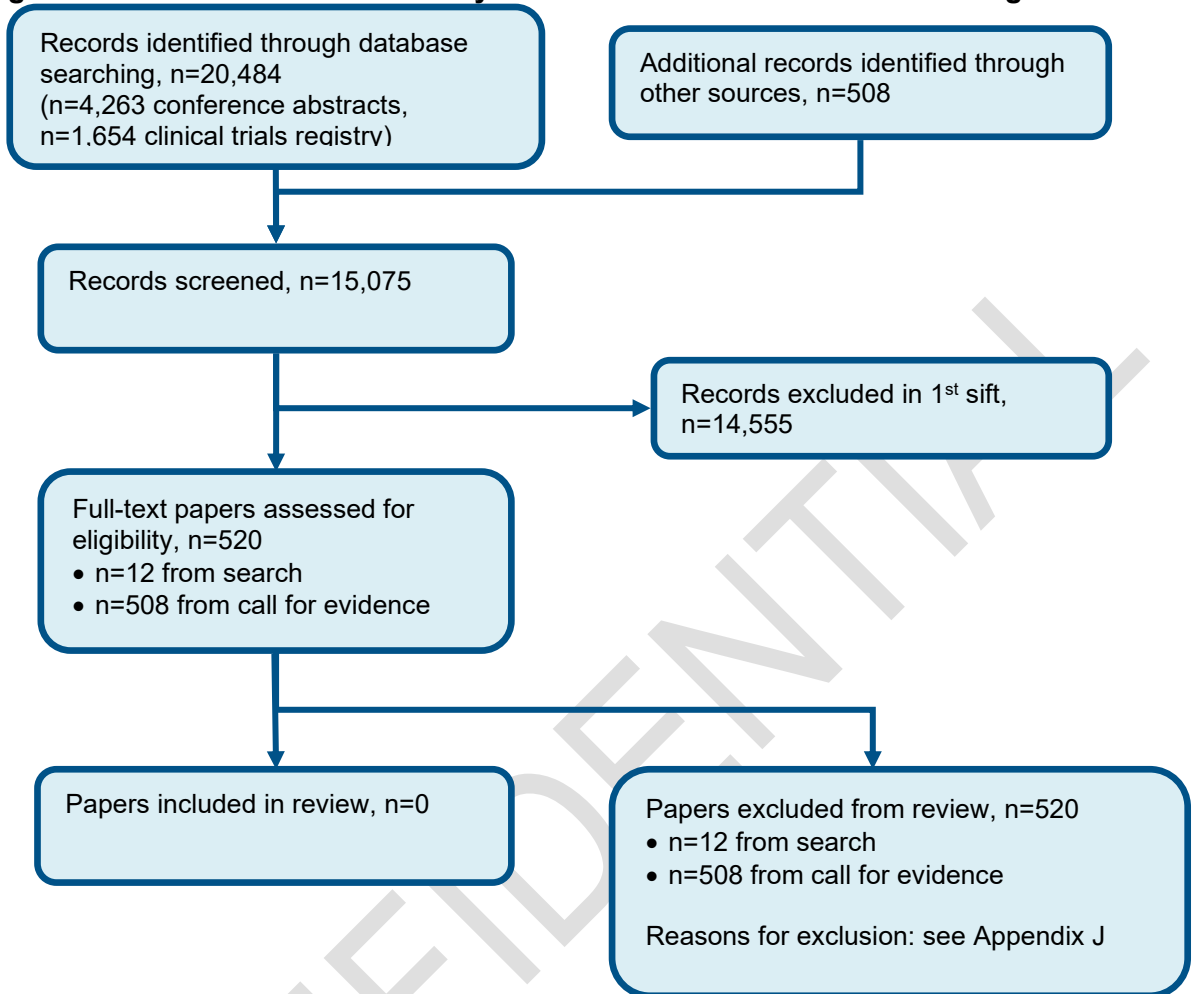 Records identified through database
searching, n=20,484
(n=4,263 conference abstracts,
n=1,654 clinical trials registry)
Additional records identified through
other sources, n=508
Records screened, n=15,075
Records excluded in 1st sift,
n=14,555
Full-text papers assessed for
eligibility, n=520
• n=12 from search
• n=508 from call for evidence
Papers included in review, n=0
Papers excluded from review, n=520
• n=12 from search
• n=508 from call for evidence
Reasons for exclusion: see Appendix J
FIDENTIAL